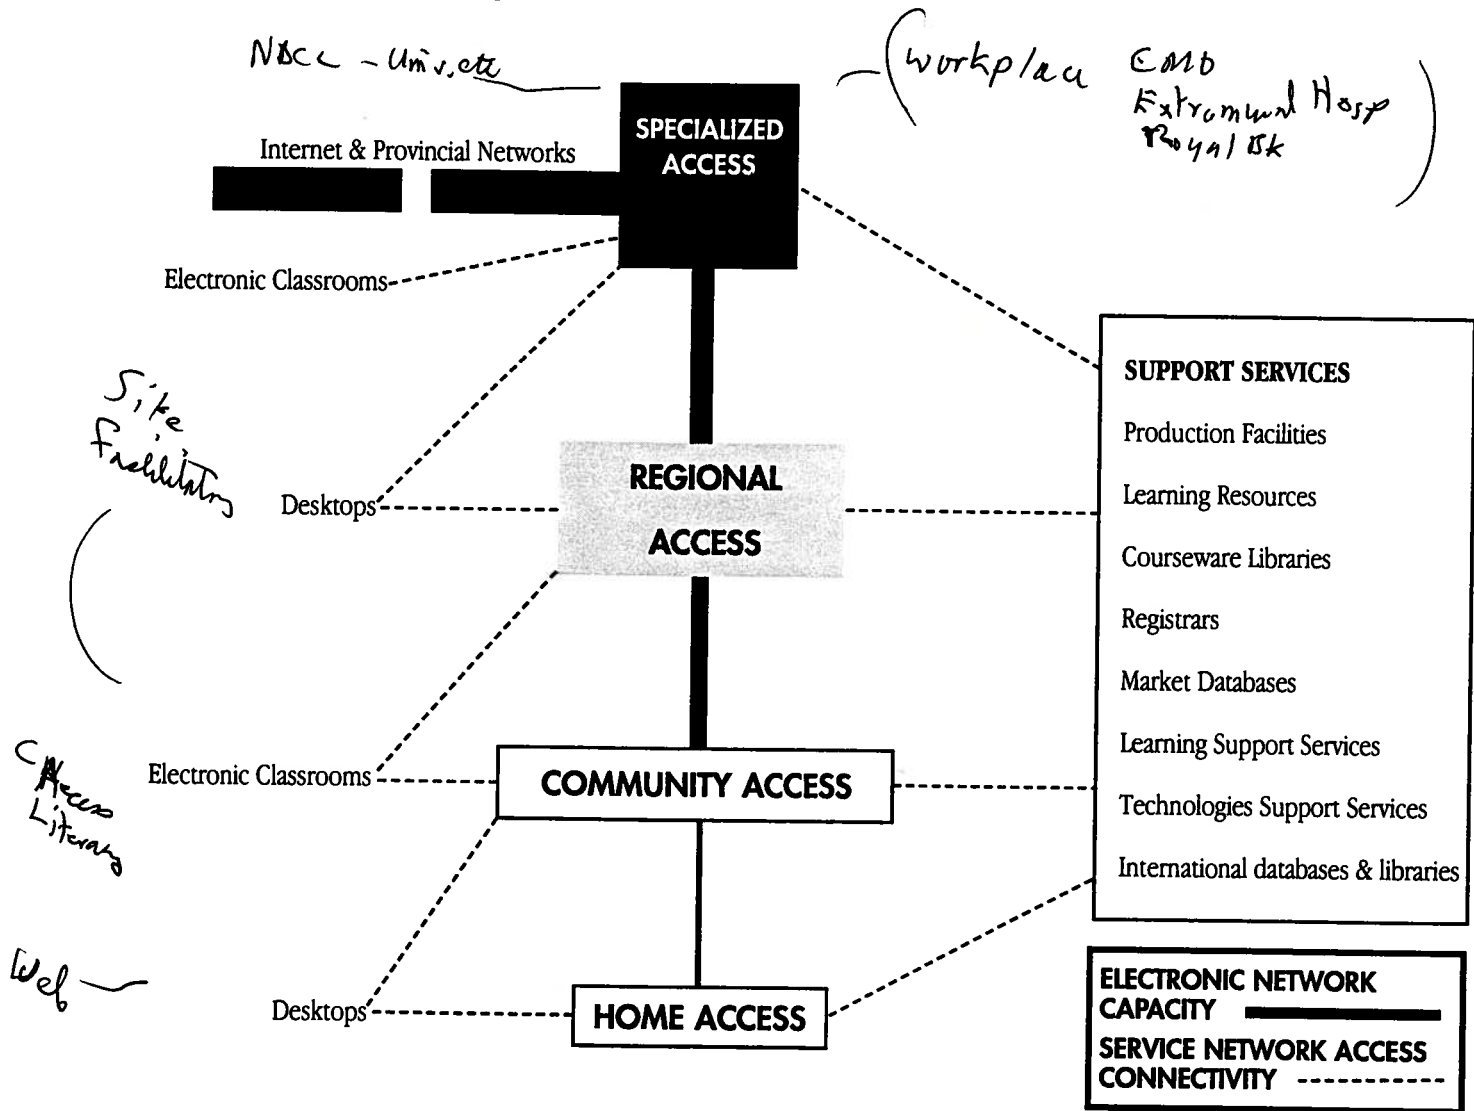 NBCC - Univ, etc
(workplace
Extramural Hosp
Royal Bk
SPECIALIZED
ACCESS
Internet & Provincial Networks
Electronic Classrooms
Site
Desktops
REGIONAL
ACCESS
SUPPORT SERVICES
Production Facilities
Learning Resources
Courseware Libraries
Registrars
Market Databases
Learning Support Services
Technologies Support Services
International databases & libraries
Access
Literacy
Electronic Classrooms
COMMUNITY ACCESS
Web
Desktops
HOME ACCESS
ELECTRONIC NETWORK
CAPACITY
SERVICE NETWORK ACCESS
CONNECTIVITY